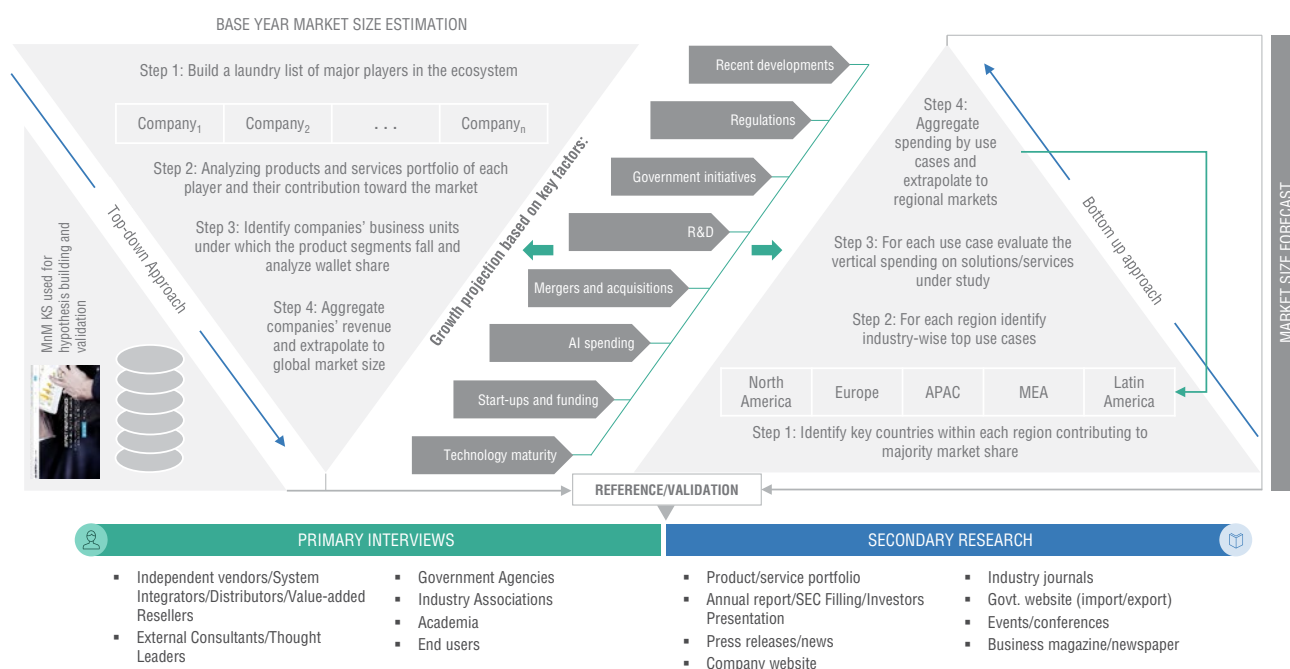 BASE YEAR MARKET SIZE ESTIMATION
Step 1: Build a laundry list of major players in the ecosystem
Company1
Company2
. . .
Companyn
Step 2: Analyzing products and services portfolio of each
player and their contribution toward the market
Step 3: Identify companies' business units
under which the product segments fall and
analyze wallet share
Step 4: Aggregate
companies' revenue
and extrapolate to
global market size
Top-down Approach
MnM KS used for
hypothesis building and
validation
Growth projection based on key factors:
Recent developments
Regulations
Government initiatives
R&D
Mergers and acquisitions
AI spending
Start-ups and funding
Technology maturity
Step 4:
Aggregate
spending by use
cases and
extrapolate to
regional markets
Step 3: For each use case evaluate the
vertical spending on solutions/services
under study
Step 2: For each region identify
industry-wise top use cases
North
America
Europe
APAC
MEA
Latin
America
Step 1: Identify key countries within each region contributing to
majority market share
Bottom up approach
MARKET SIZE FORECAST
REFERENCE/VALIDATION
PRIMARY INTERVIEWS
▪ Independent vendors/System
Integrators/Distributors/Value-added
Resellers
▪ External Consultants/Thought
Leaders
▪ Government Agencies
▪ Industry Associations
▪ Academia
▪ End users
SECONDARY RESEARCH
▪ Product/service portfolio
▪ Annual report/SEC Filling/Investors
Presentation
▪ Press releases/news
▪ Company website
▪ Industry journals
▪ Govt. website (import/export)
▪ Events/conferences
▪ Business magazine/newspaper